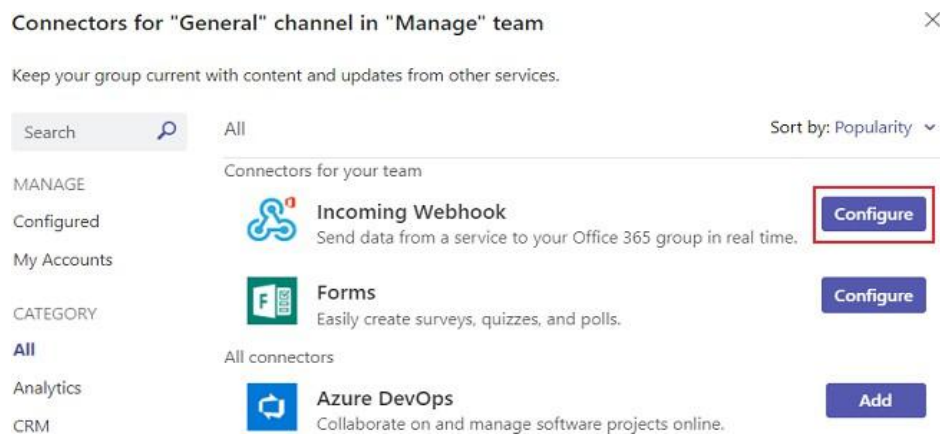 Connectors for "General" channel in "Manage" team
Keep your group current with content and updates from other services.
Search
All
Sort by: Popularity
MANAGE
Configured
My Accounts
CATEGORY
All
Analytics
CRM
Connectors for your team
Incoming Webhook
Send data from a service to your Office 365 group in real time.
Configure
Forms
Easily create surveys, quizzes, and polls.
Configure
All connectors
Azure DevOps
Collaborate on and manage software projects online.
Add